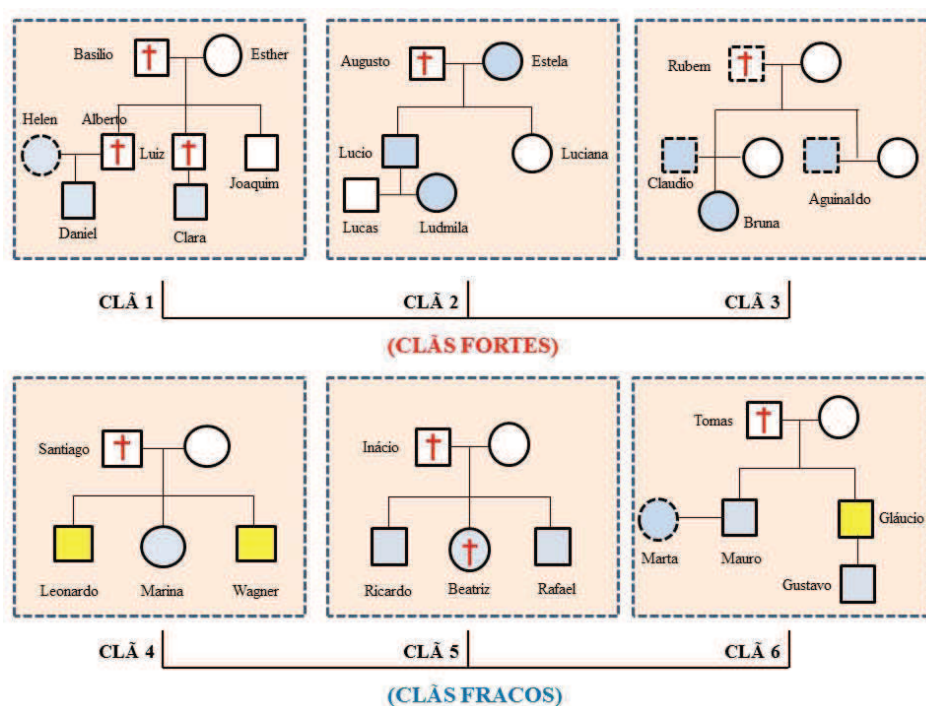 Basílio
Esther
Helen
Alberto
Luiz
Joaquim
Daniel
Clara
Augusto
Estela
Lucio
Luciana
Lucas
Ludmila
Rubem
Claudio
Aguinaldo
Bruna
CLÃ 1
CLÃ 2
CLÃ 3
(CLÃS FORTES)
Santiago
Leonardo
Marina
Wagner
Inácio
Ricardo
Beatriz
Rafael
Tomas
Marta
Mauro
Gláucio
Gustavo
CLÃ 4
CLÃ 5
CLÃ 6
(CLÃS FRACOS)